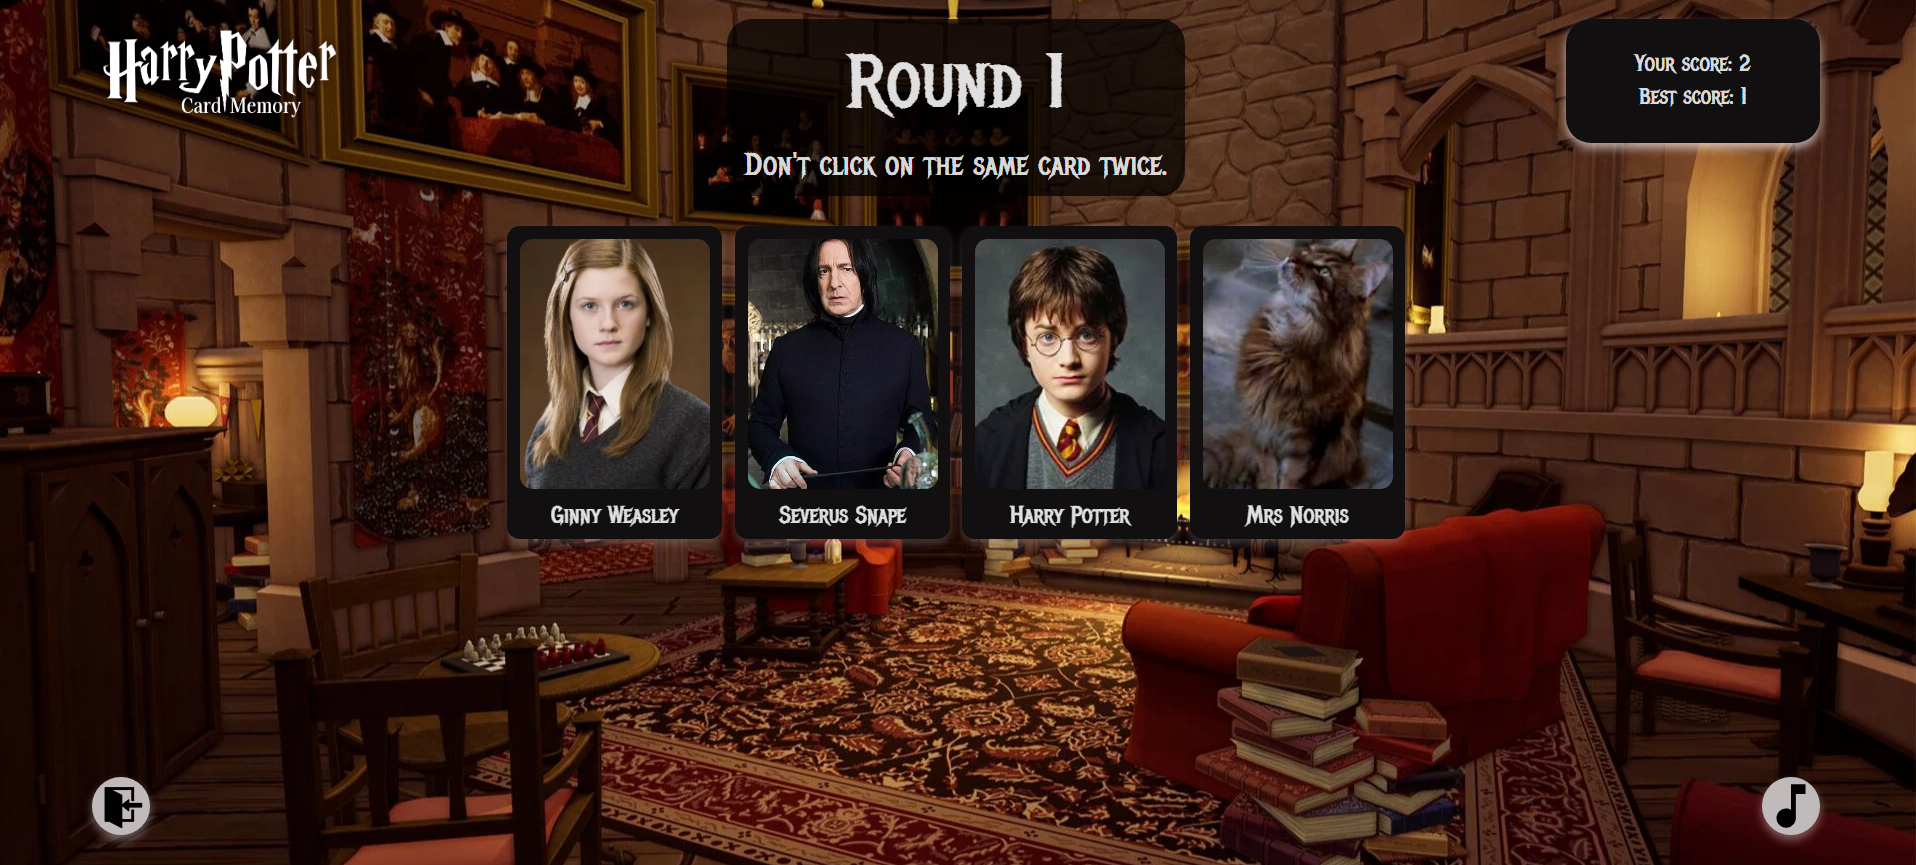 Harry Potter
Card Memory
Round 1
Don't click on the same card twice.
Your score: 2
Best score: 1
Ginny Weasley
Severus Snape
Harry Potter
Mrs Norris